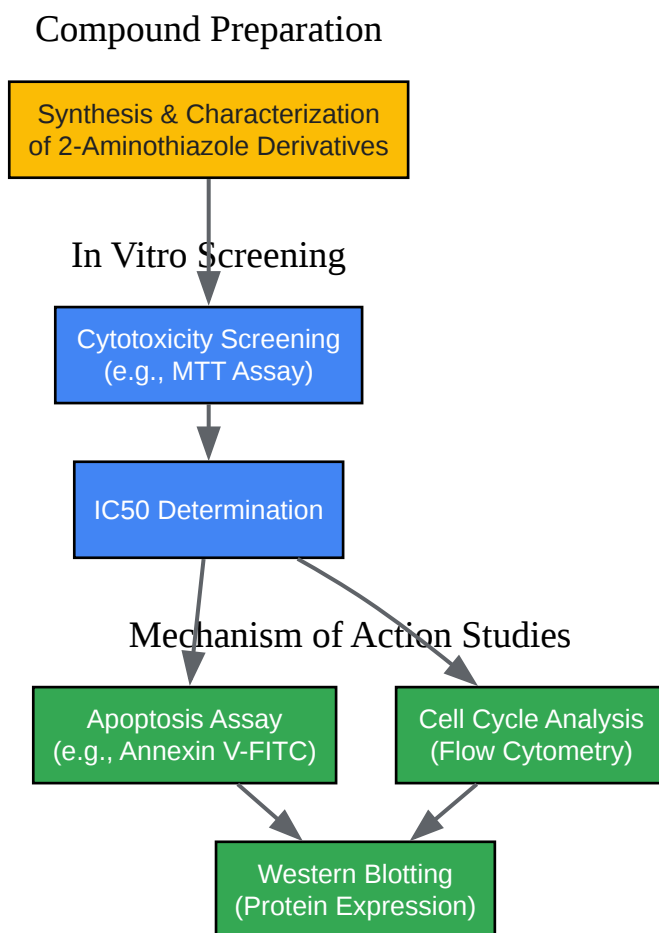 Compound Preparation
Synthesis & Characterization
of 2-Aminothiazole Derivatives
In Vitro Screening
Cytotoxicity Screening
(e.g., MTT Assay)
IC50 Determination
Mechanism of Action Studies
Apoptosis Assay
(e.g., Annexin V-FITC)
Cell Cycle Analysis
(Flow Cytometry)
Western Blotting
(Protein Expression)